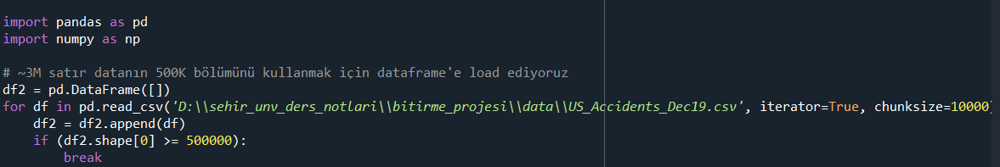 import pandas as pd
import numpy as np
# ~3M satır datanın 500K bölümünü kullanmak için dataframe'e load ediyoruz
df2 = pd.DataFrame([])
for df in pd.read_csv('D:\\sehir_unv_ders_notlari\\bitirme_projesi\\data\\US_Accidents_Dec19.csv', iterator=True, chunksize=10000)
    df2 = df2.append(df)
    if (df2.shape[0] >= 500000):
        break